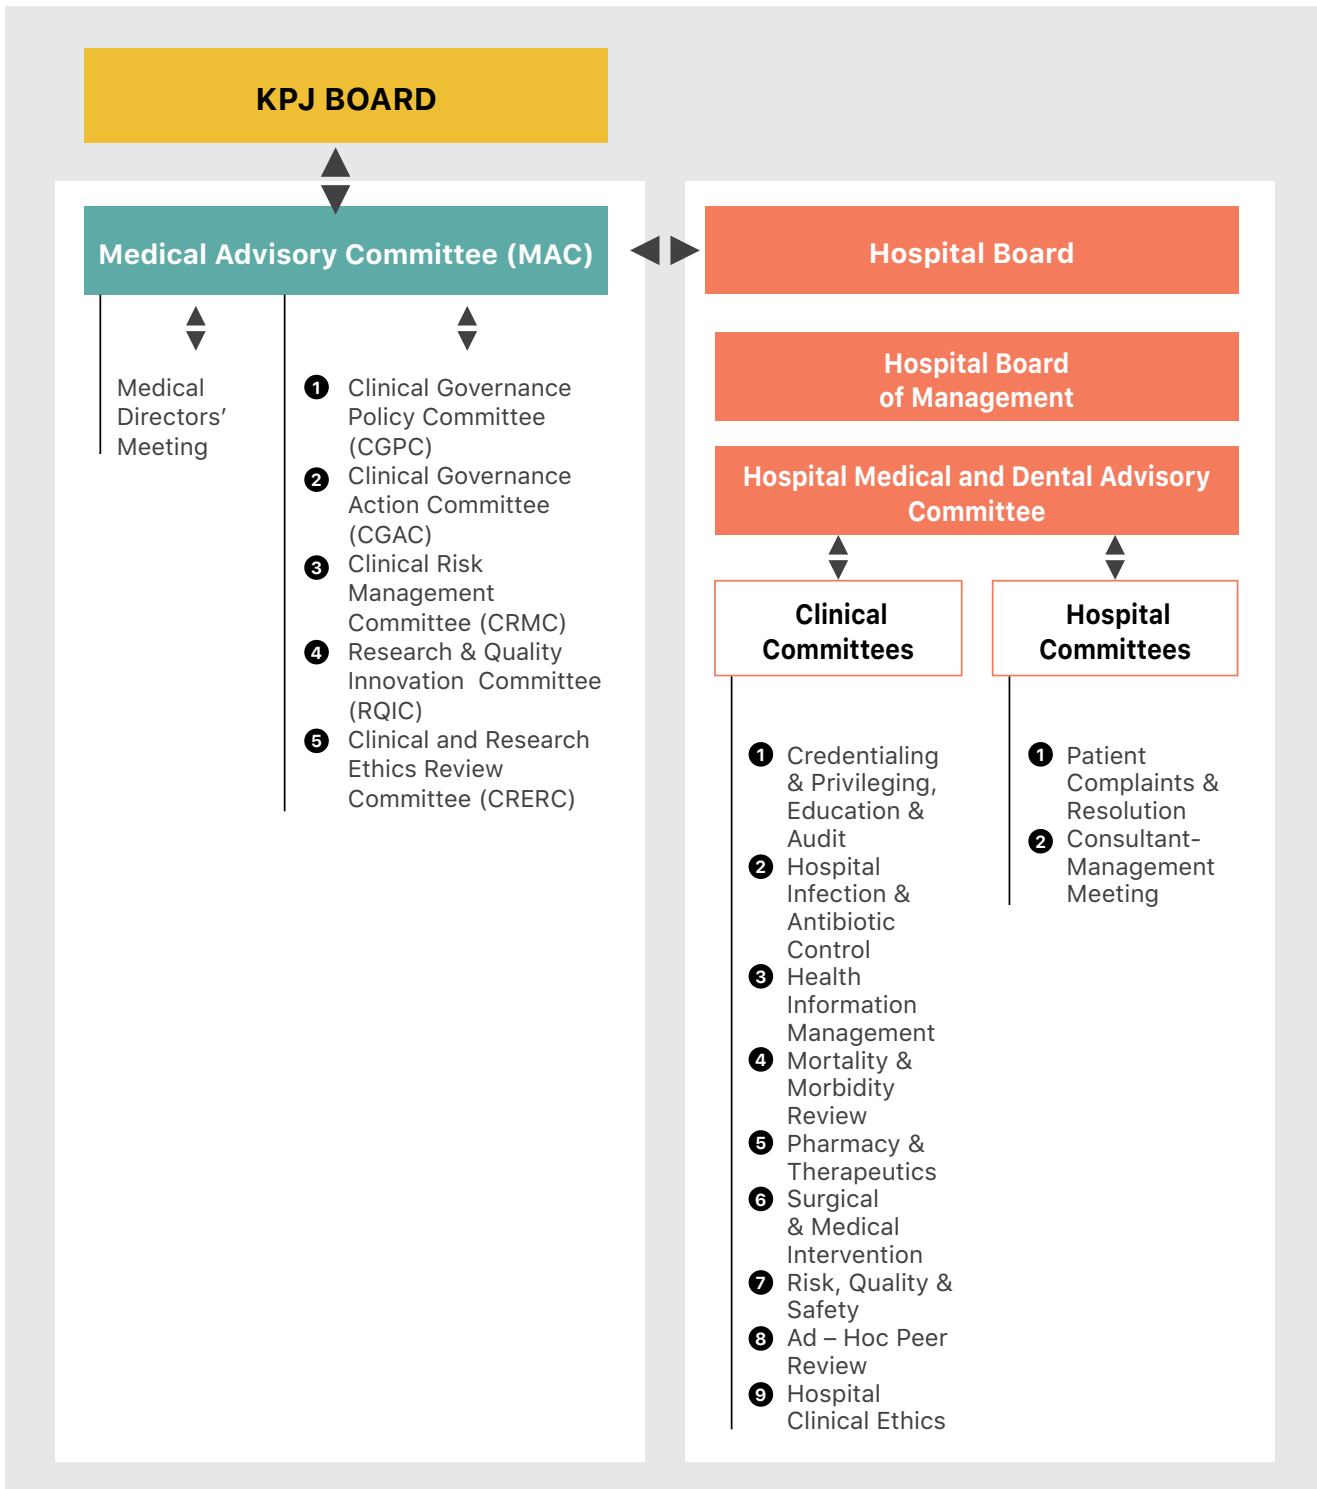 KPJ BOARD
Medical Advisory Committee (MAC)
Medical
Directors’
Meeting
1 Clinical Governance
Policy Committee
(CGPC)
2 Clinical Governance
Action Committee
(CGAC)
3 Clinical Risk
Management
Committee (CRMC)
4 Research & Quality
Innovation Committee
(RQIC)
5 Clinical and Research
Ethics Review
Committee (CRERC)
Hospital Board
Hospital Board
of Management
Hospital Medical and Dental Advisory
Committee
Clinical
Committees
1 Credentialing
& Privileging,
Education &
Audit
2 Hospital
Infection &
Antibiotic
Control
3 Health
Information
Management
4 Mortality &
Morbidity
Review
5 Pharmacy &
Therapeutics
6 Surgical
& Medical
Intervention
7 Risk, Quality &
Safety
8 Ad – Hoc Peer
Review
9 Hospital
Clinical Ethics
Hospital
Committees
1 Patient
Complaints &
Resolution
2 Consultant-
Management
Meeting